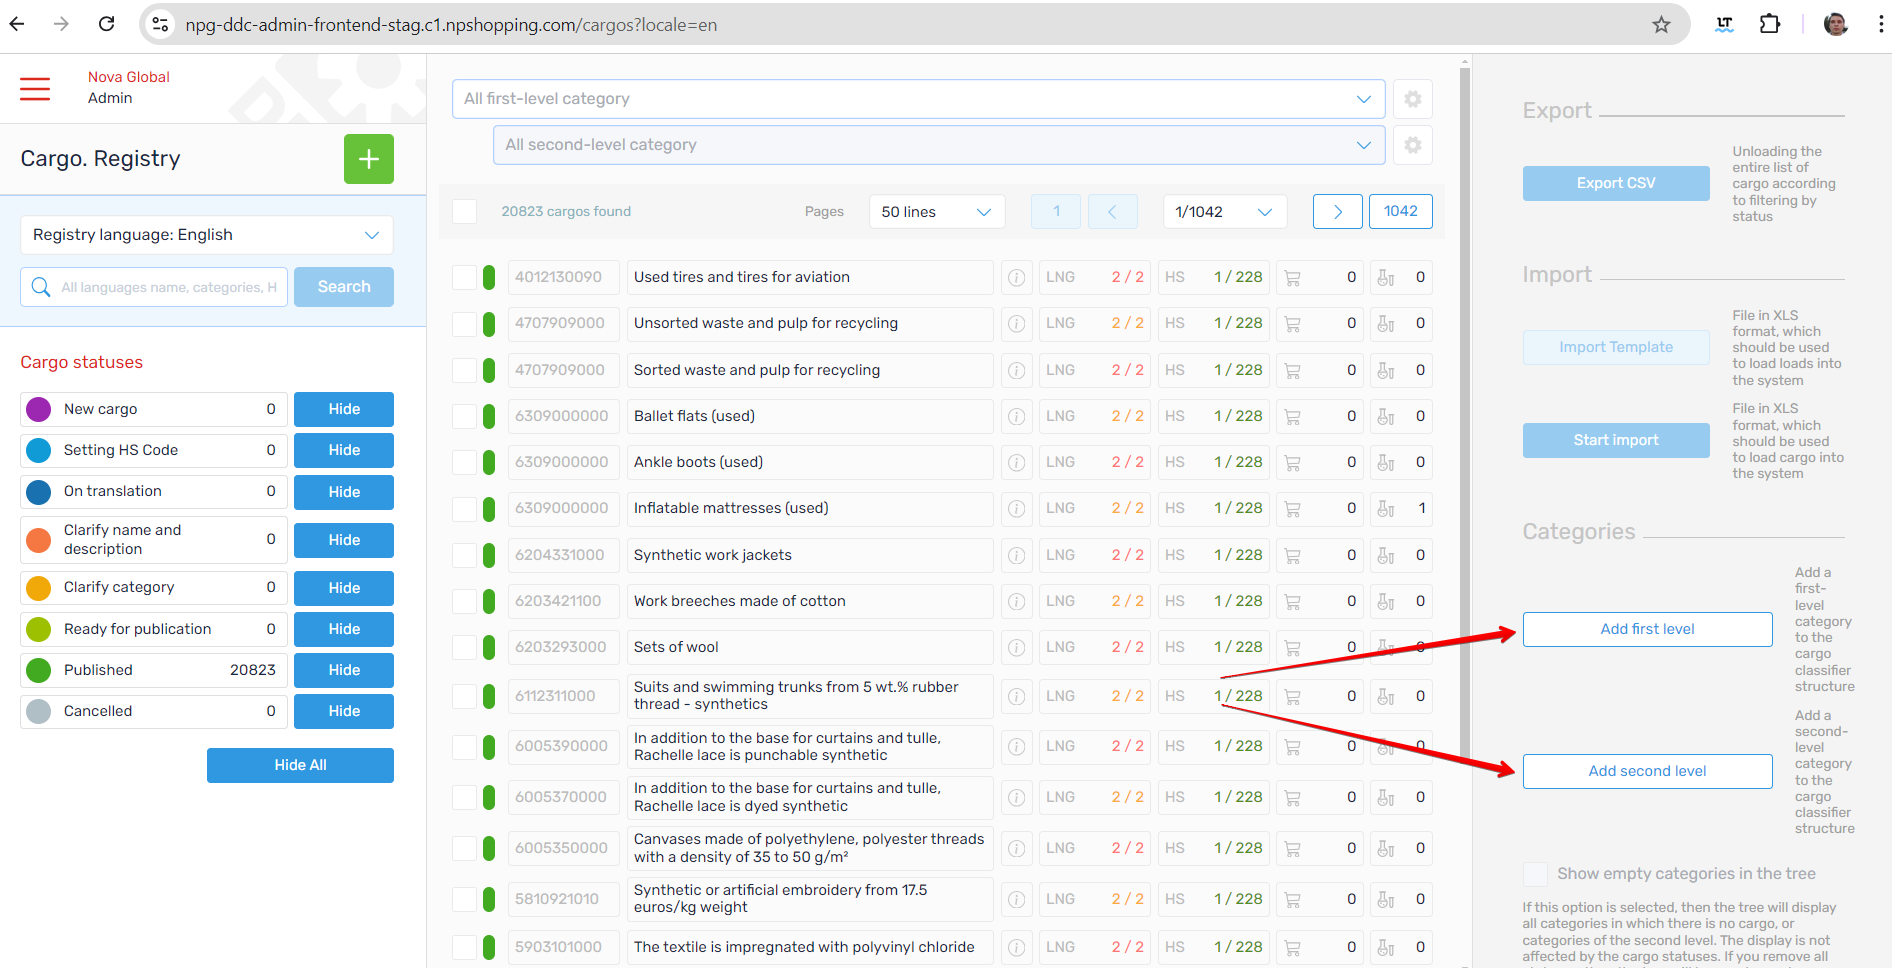 npg-ddc-admin-frontend-stag.c1.npshopping.com/cargos?locale=en
LT
Nova Global
Admin
Cargo. Registry
Registry language: English
All languages name, categories, H
Search
Cargo statuses
New cargo 0 Hide
Setting HS Code 0 Hide
On translation 0 Hide
Clarify name and
description 0 Hide
Clarify category 0 Hide
Ready for publication 0 Hide
Published 20823 Hide
Cancelled 0 Hide
Hide All
All first-level category
All second-level category
20823 cargos found Pages 50 lines 1 1/1042 1042
4012130090 Used tires and tires for aviation LNG 2 / 2 HS 1 / 228 0 0
4707909000 Unsorted waste and pulp for recycling LNG 2 / 2 HS 1 / 228 0 0
4707909000 Sorted waste and pulp for recycling LNG 2 / 2 HS 1 / 228 0 0
6309000000 Ballet flats (used) LNG 2 / 2 HS 1 / 228 0 0
6309000000 Ankle boots (used) LNG 2 / 2 HS 1 / 228 0 0
6309000000 Inflatable mattresses (used) LNG 2 / 2 HS 1 / 228 0 1
6204331000 Synthetic work jackets LNG 2 / 2 HS 1 / 228 0 0
6203421100 Work breeches made of cotton LNG 2 / 2 HS 1 / 228 0 0
6203293000 Sets of wool LNG 2 / 2 HS 1 / 228 0 0
6112311000 Suits and swimming trunks from 5 wt.% rubber
thread - synthetics LNG 2 / 2 HS 1 / 228 0 0
6005390000 In addition to the base for curtains and tulle,
Rachelle lace is punchable synthetic LNG 2 / 2 HS 1 / 228 0 0
6005370000 In addition to the base for curtains and tulle,
Rachelle lace is dyed synthetic LNG 2 / 2 HS 1 / 228 0 0
6005350000 Canvases made of polyethylene, polyester threads
with a density of 35 to 50 g/m² LNG 2 / 2 HS 1 / 228 0 0
5810921010 Synthetic or artificial embroidery from 17.5
euros/kg weight LNG 2 / 2 HS 1 / 228 0 0
5903101000 The textile is impregnated with polyvinyl chloride LNG 2 / 2 HS 1 / 228 0 0
Export
Export CSV
Unloading the
entire list of
cargo according
to filtering by
status
Import
Import Template
File in XLS
format, which
should be used
to load loads into
the system
Start import
File in XLS
format, which
should be used
to load cargo into
the system
Categories
Add first level
Add a
first-
level
category
to the
cargo
classifier
structure
Add second level
Add a
second-
level
category
to the
cargo
classifier
structure
Show empty categories in the tree
If this option is selected, then the tree will display
all categories in which there is no cargo, or
categories of the second level. The display is not
affected by the cargo statuses. If you remove all